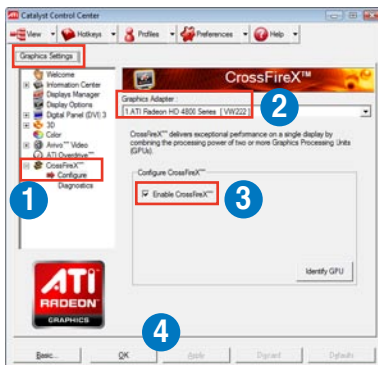 Catalyst Control Center
View Hotkeys Profiles Preferences Help
Graphics Settings
Welcome
Information Center
Displays Manager
Display Options
Digital Panel (DVI) 3
3D
Color
Avivo™ Video
ATI Overdrive™
CrossFireX™
Configure
Diagnostics
CrossFireX™
Graphics Adapter :
1.ATI Radeon HD 4800 Series [ VW222 ]
CrossFireX™ delivers exceptional performance on a single display by
combining the processing power of two or more Graphics Processing Units
(GPUs).
Configure CrossFireX™
Enable CrossFireX™
Identify GPU
1
2
3
4
ATI
RADEON
GRAPHICS
Basic...
OK
Apply
Discard
Defaults